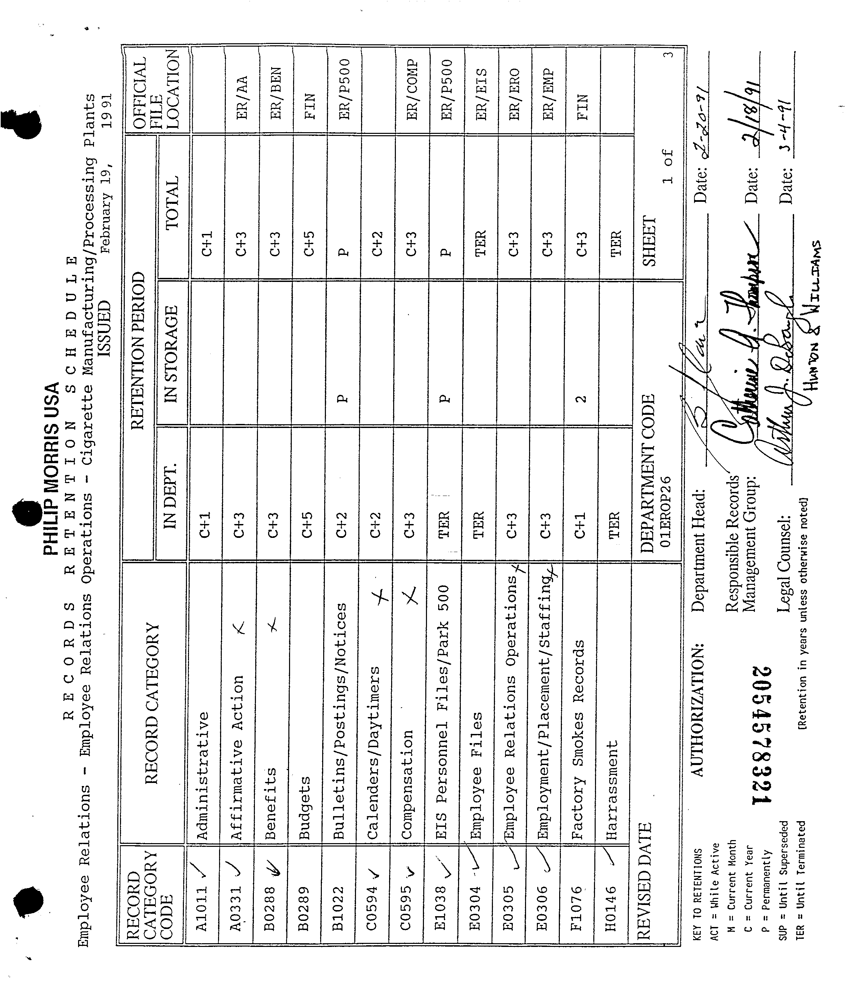 PHILIP MORRIS USA
RECORDS RETENTION SCHEDULE
Employee Relations - Employee Relations Operations - Cigarette Manufacturing/Processing Plants
ISSUED February 19, 1991
RECORD CATEGORY CODE RECORD CATEGORY RETENTION PERIOD OFFICIAL FILE LOCATION
IN DEPT. IN STORAGE TOTAL
A1011 Administrative C+1 C+1
A0331 Affirmative Action C+3 C+3 ER/AA
B0288 Benefits C+3 C+3 ER/BEN
B0289 Budgets C+5 C+5 FIN
B1022 Bulletins/Postings/Notices C+2 P P ER/P500
C0594 Calenders/Daytimers C+2 C+2
C0595 Compensation C+3 C+3 ER/COMP
E1038 EIS Personnel Files/Park 500 TER P P ER/P500
E0304 Employee Files TER TER ER/EIS
E0305 Employee Relations Operations C+3 C+3 ER/ERO
E0306 Employment/Placement/Staffing C+3 C+3 ER/EMP
F1076 Factory Smokes Records C+1 2 C+3 FIN
H0146 Harrassment TER TER
REVISED DATE DEPARTMENT CODE SHEET
01EROP26 1 of 3
KEY TO RETENTIONS
ACT = While Active
M = Current Month
C = Current Year
P = Permanently
SUP = Until Superseded
TER = Until Terminated
AUTHORIZATION:
Department Head: Date: 2-20-91
Responsible Records Management Group: Catherine G. Thompson Date: 2/18/91
Legal Counsel: Arthur J. Date: 3-4-91
HUNTON & WILLIAMS
[Retention in years unless otherwise noted]
2054578321